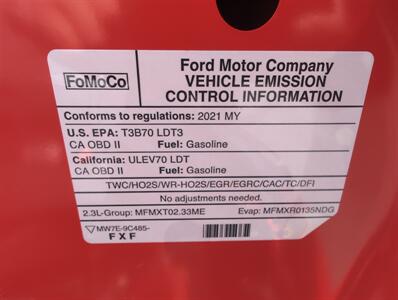 FoMoCo
Ford Motor Company
VEHICLE EMISSION
CONTROL INFORMATION
Conforms to regulations: 2021 MY
U.S. EPA: T3B70 LDT3
CA OBD II Fuel: Gasoline
California: ULEV70 LDT
CA OBD II Fuel: Gasoline
TWC/HO2S/WR-HO2S/EGR/EGRC/CAC/TC/DFI
No adjustments needed.
2.3L-Group: MFMXT02.33ME Evap: MFMXR0135NDG
MW7E-9C485-
FXF